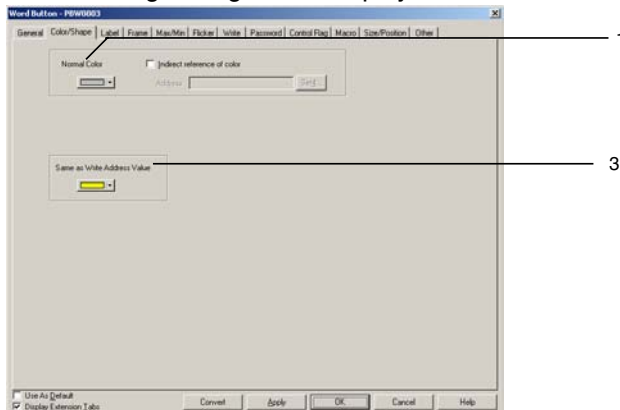 Word Button - PBW0003
General Color/Shape Label Frame Max/Min Flicker Write Password Control Flag Macro Size/Position Other
1
Normal Color Indirect reference of color
Address
Same as Write Address Value
3
Use As Default
Display Extension Tabs
Convert Apply OK Cancel Help